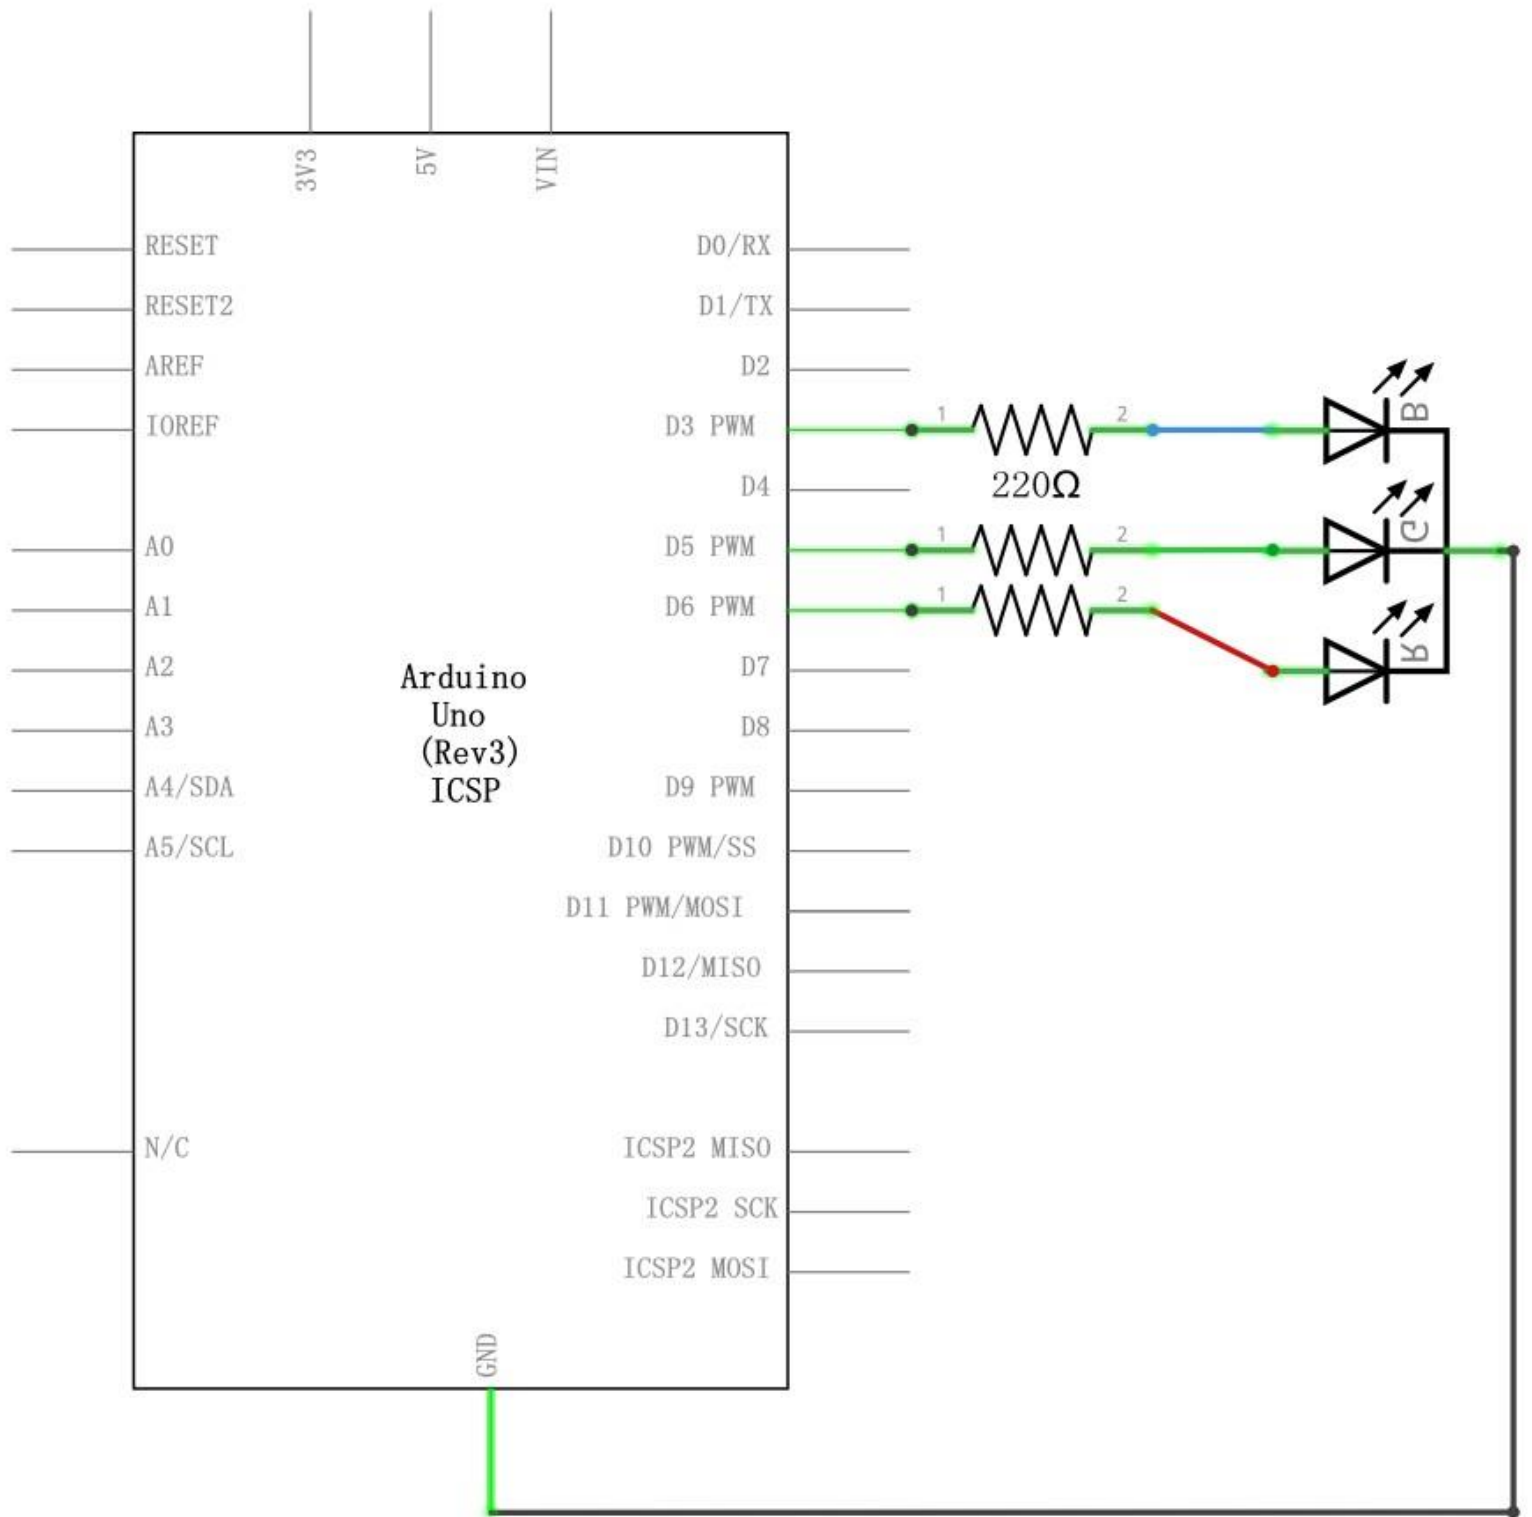 3V3
5V
VIN
RESET
D0/RX
RESET2
D1/TX
AREF
D2
IOREF
D3 PWM
1
2
B
220Ω
D4
A0
D5 PWM
1
2
G
A1
D6 PWM
1
2
R
A2
D7
Arduino
Uno
(Rev3)
ICSP
A3
D8
A4/SDA
D9 PWM
A5/SCL
D10 PWM/SS
D11 PWM/MOSI
D12/MISO
D13/SCK
N/C
ICSP2 MISO
ICSP2 SCK
ICSP2 MOSI
GND